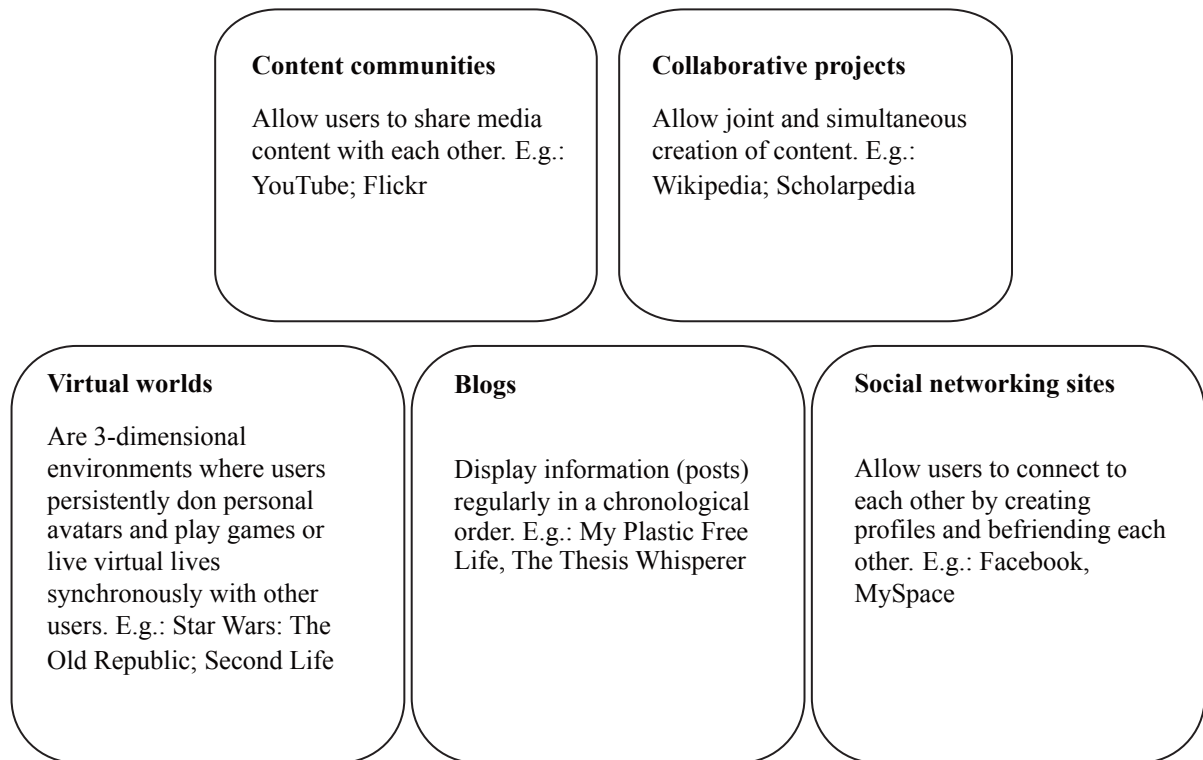 Content communities
Allow users to share media
content with each other. E.g.:
YouTube; Flickr
Collaborative projects
Allow joint and simultaneous
creation of content. E.g.:
Wikipedia; Scholarpedia
Virtual worlds
Are 3-dimensional
environments where users
persistently don personal
avatars and play games or
live virtual lives
synchronously with other
users. E.g.: Star Wars: The
Old Republic; Second Life
Blogs
Display information (posts)
regularly in a chronological
order. E.g.: My Plastic Free
Life, The Thesis Whisperer
Social networking sites
Allow users to connect to
each other by creating
profiles and befriending each
other. E.g.: Facebook,
MySpace